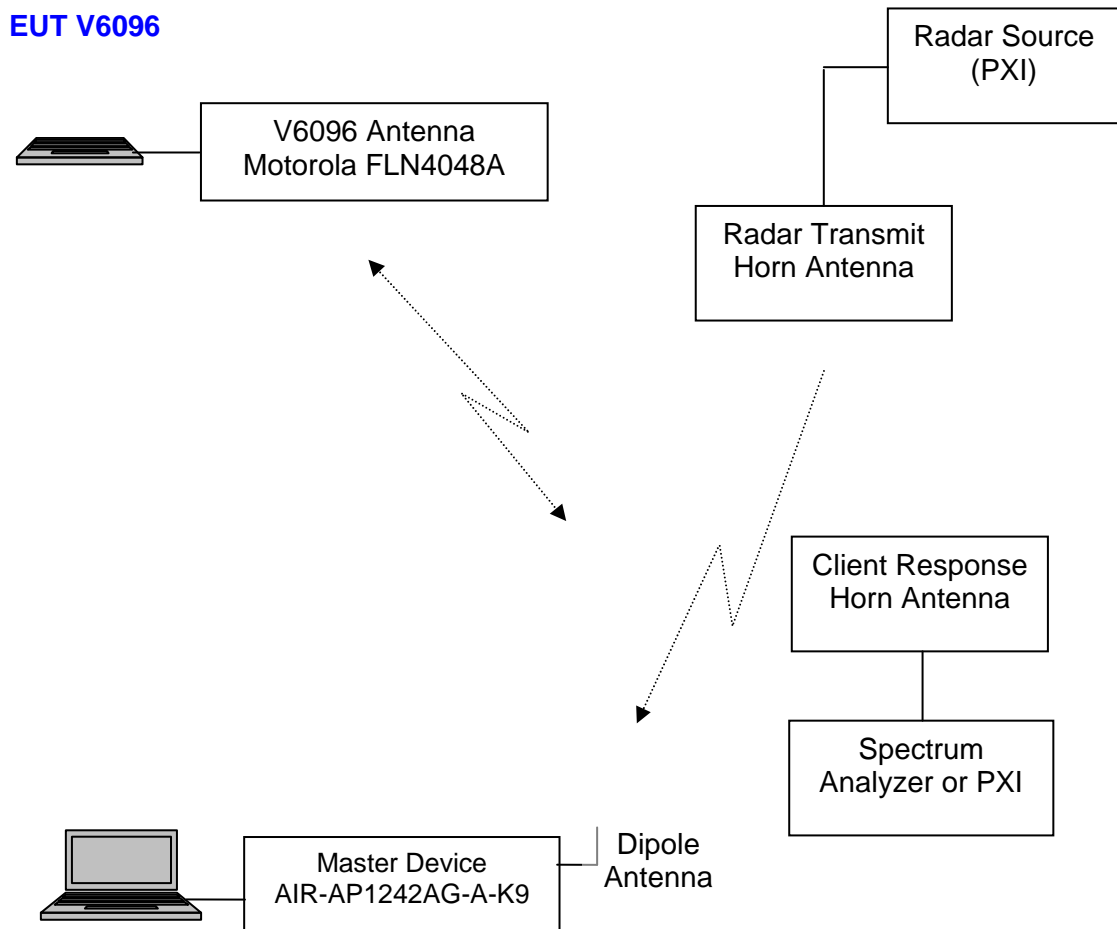 EUT V6096
Radar Source
(PXI)
V6096 Antenna
Motorola FLN4048A
Radar Transmit
Horn Antenna
Client Response
Horn Antenna
Spectrum
Analyzer or PXI
Dipole
Antenna
Master Device
AIR-AP1242AG-A-K9